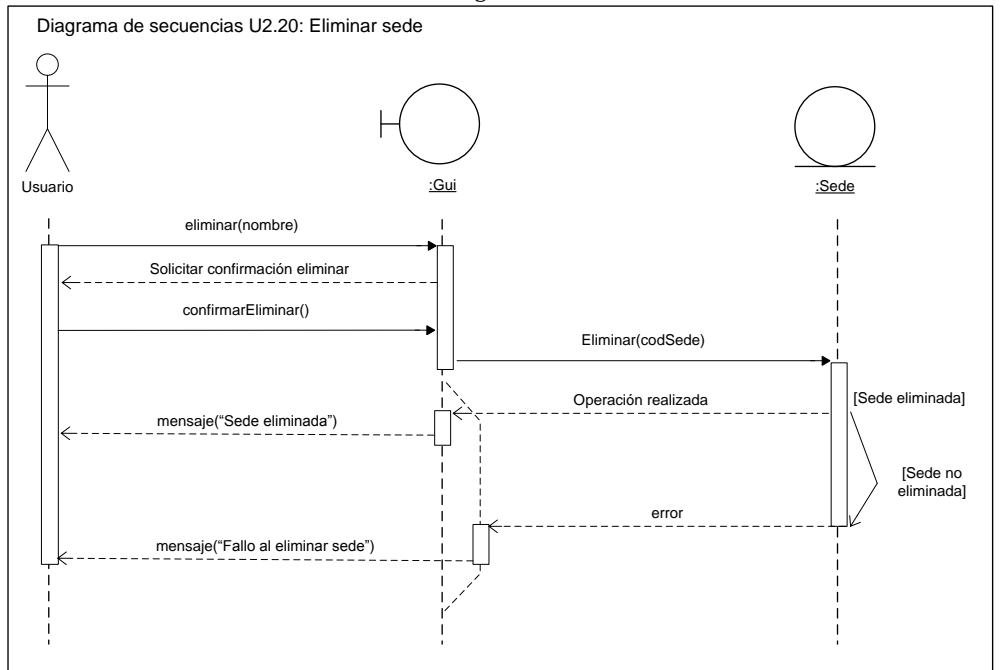 Diagrama de secuencias U2.20: Eliminar sede
Usuario
:Gui
:Sede
eliminar(nombre)
Solicitar confirmación eliminar
confirmarEliminar()
Eliminar(codSede)
Operación realizada
[Sede eliminada]
mensaje(“Sede eliminada”)
[Sede no
eliminada]
error
mensaje(“Fallo al eliminar sede”)